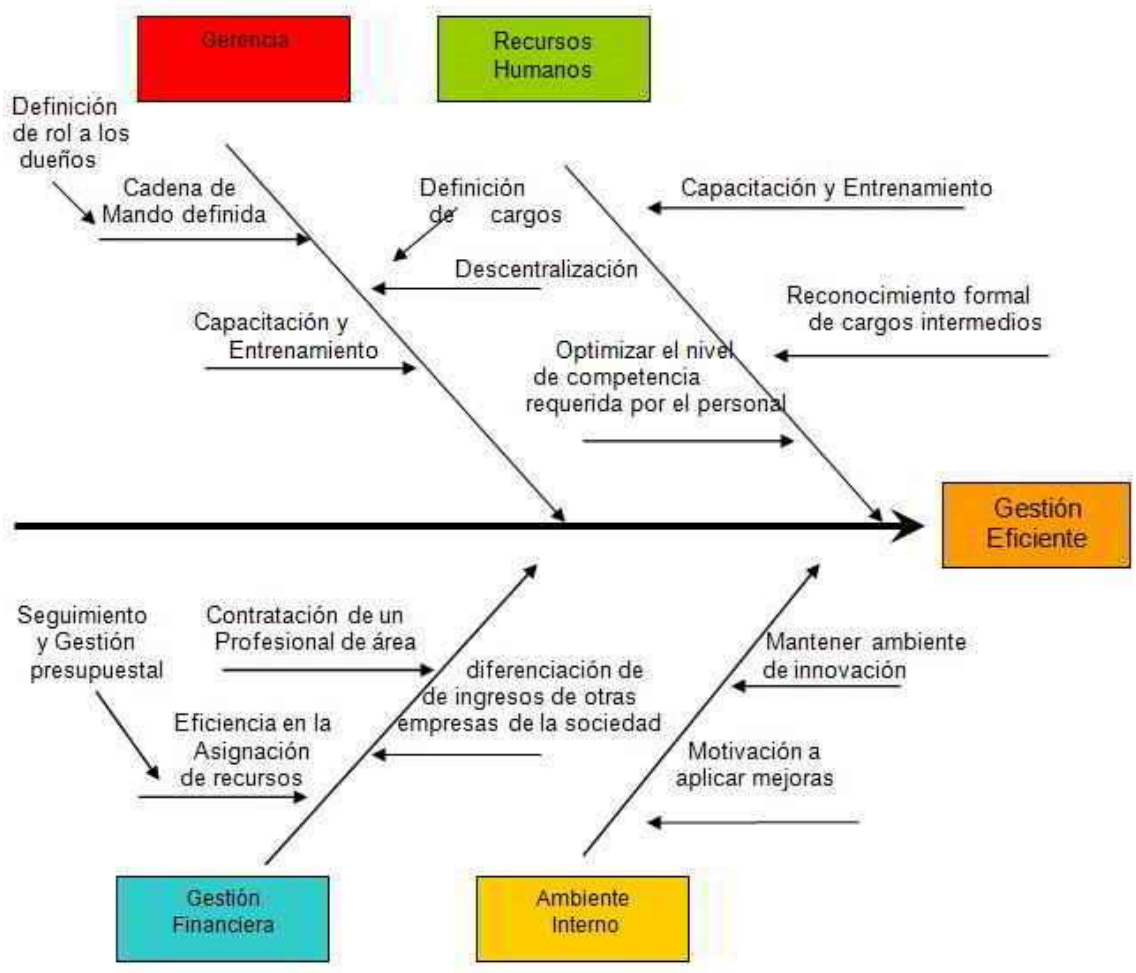 Gerencia
Recursos
Humanos
Definición
de rol a los
dueños
Cadena de
Mando definida
Definición
de cargos
Capacitación y Entrenamiento
Descentralización
Reconocimiento formal
de cargos intermedios
Capacitación y
Entrenamiento
Optimizar el nivel
de competencia
requerida por el personal
Gestión
Eficiente
Seguimiento
y Gestión
presupuestal
Contratación de un
Profesional de área
diferenciación de
de ingresos de otras
empresas de la sociedad
Mantener ambiente
de innovación
Eficiencia en la
Asignación
de recursos
Motivación a
aplicar mejoras
Gestión
Financiera
Ambiente
Interno